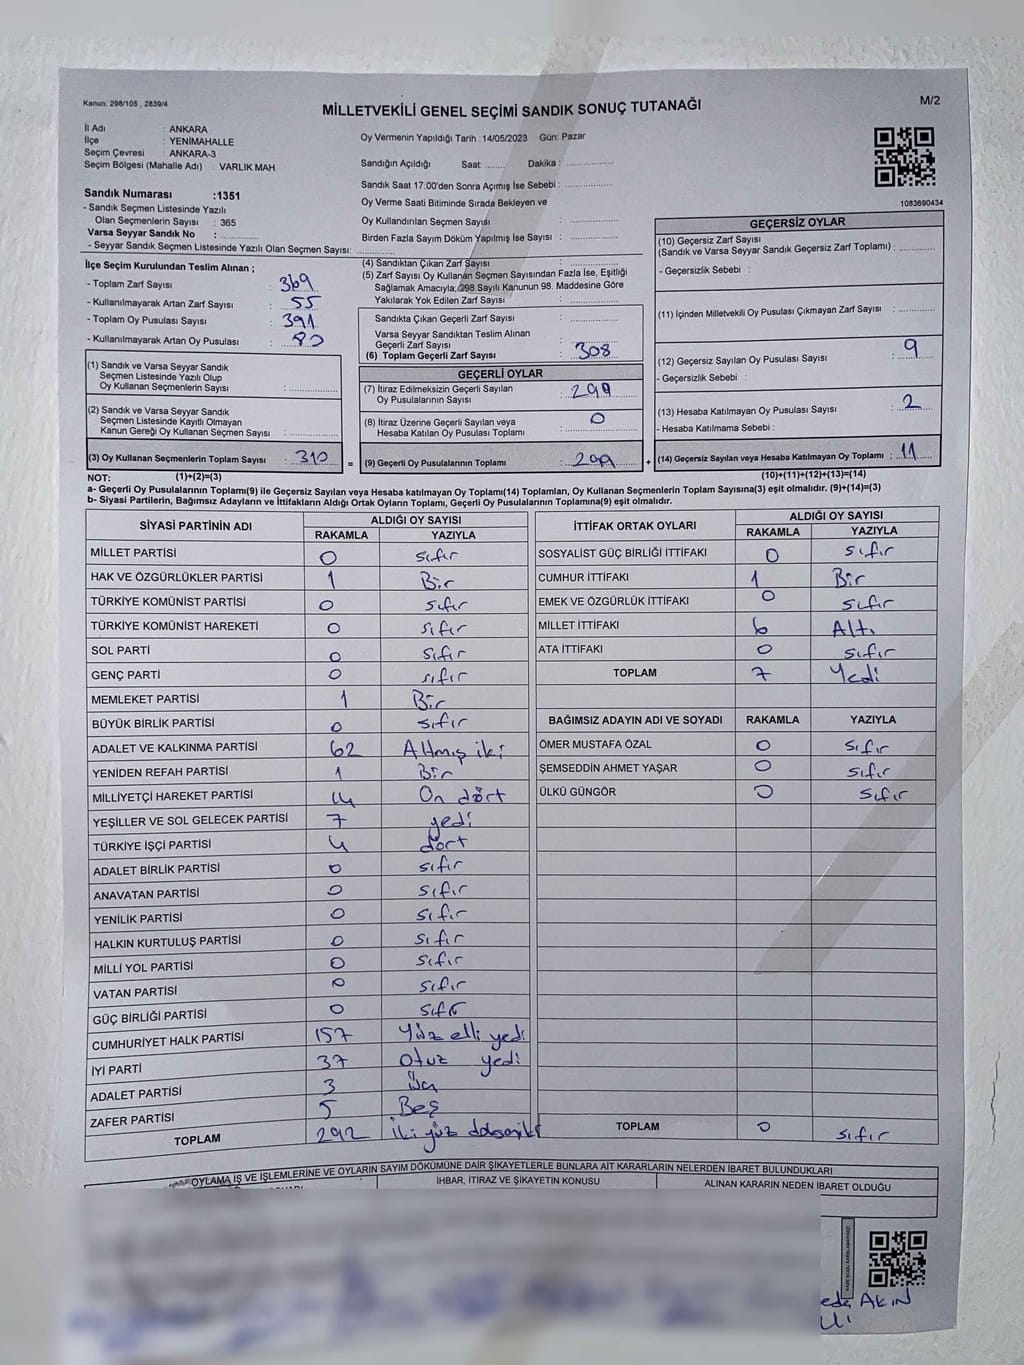 Kanun: 298/105 , 2839/4
MİLLETVEKİLİ GENEL SEÇİMİ SANDIK SONUÇ TUTANAĞI
M/2
İl Adı : ANKARA
İlçe : YENİMAHALLE
Seçim Çevresi : ANKARA-3
Seçim Bölgesi (Mahalle Adı) : VARLIK MAH.
Sandık Numarası :1351
- Sandık Seçmen Listesinde Yazılı
Olan Seçmenlerin Sayısı : 365
Varsa Seyyar Sandık No :
- Seyyar Sandık Seçmen Listesinde Yazılı Olan Seçmen Sayısı:
Oy Vermenin Yapıldığı Tarih : 14/05/2023 Gün: Pazar
Sandığın Açıldığı Saat: Dakika :
Sandık Saat 17:00'den Sonra Açımış İse Sebebi :
Oy Verme Saati Bitiminde Sırada Bekleyen ve
Oy Kullandırılan Seçmen Sayısı :
Birden Fazla Sayım Döküm Yapılmış İse Sayısı :
1083690434
İlçe Seçim Kurulundan Teslim Alınan ;
- Toplam Zarf Sayısı : 369
- Kullanılmayarak Artan Zarf Sayısı : 55
- Toplam Oy Pusulası Sayısı : 391
- Kullanılmayarak Artan Oy Pusulası : 80
(1) Sandık ve Varsa Seyyar Sandık
Seçmen Listesinde Yazılı Olup
Oy Kullanan Seçmenlerin Sayısı :
(2) Sandık ve Varsa Seyyar Sandık
Seçmen Listesinde Kayıtlı Olmayan
Kanun Gereği Oy Kullanan Seçmen Sayısı :
(3) Oy Kullanan Seçmenlerin Toplam Sayısı : 310
(4) Sandıktan Çıkan Zarf Sayısı :
(5) Zarf Sayısı Oy Kullanan Seçmen Sayısından Fazla İse, Eşitliği
Sağlamak Amacıyla, 298 Sayılı Kanunun 98. Maddesine Göre
Yakılarak Yok Edilen Zarf Sayısı :
Sandıkta Çıkan Geçerli Zarf Sayısı :
Varsa Seyyar Sandıktan Teslim Alınan
Geçerli Zarf Sayısı :
(6) Toplam Geçerli Zarf Sayısı : 308
GEÇERLİ OYLAR
(7) İtiraz Edilmeksizin Geçerli Sayılan
Oy Pusulalarının Sayısı : 299
(8) İtiraz Üzerine Geçerli Sayılan veya
Hesaba Katılan Oy Pusulaları Toplamı : 0
= (9) Geçerli Oy Pusulalarının Toplamı : 299
GEÇERSİZ OYLAR
(10) Geçersiz Zarf Sayısı
(Sandık ve Varsa Seyyar Sandık Geçersiz Zarf Toplamı) :
- Geçersizlik Sebebi :
(11) İçinden Milletvekili Oy Pusulası Çıkmayan Zarf Sayısı :
(12) Geçersiz Sayılan Oy Pusulası Sayısı : 9
- Geçersizlik Sebebi :
(13) Hesaba Katılmayan Oy Pusulası Sayısı : 2
- Hesaba Katılmama Sebebi :
+ (14) Geçersiz Sayılan veya Hesaba Katılmayan Oy Toplamı : 11
NOT: (1)+(2)=(3)
(10)+(11)+(12)+(13)=(14)
a- Geçerli Oy Pusulalarının Toplamı(9) ile Geçersiz Sayılan veya Hesaba katılmayan Oy Toplamı(14) Toplamları, Oy Kullanan Seçmenlerin Toplam Sayısına(3) eşit olmalıdır. (9)+(14)=(3)
b- Siyasi Partilerin, Bağımsız Adayların ve İttifakların Aldığı Ortak Oyların Toplamı, Geçerli Oy Pusulalarının Toplamına(9) eşit olmalıdır.
SİYASİ PARTİNİN ADI ALDIĞI OY SAYISI
RAKAMLA YAZIYLA
MİLLET PARTİSİ 0 sıfır
HAK VE ÖZGÜRLÜKLER PARTİSİ 1 Bir
TÜRKİYE KOMÜNİST PARTİSİ 0 sıfır
TÜRKİYE KOMÜNİST HAREKETİ 0 sıfır
SOL PARTİ 0 sıfır
GENÇ PARTİ 0 sıfır
MEMLEKET PARTİSİ 1 Bir
BÜYÜK BİRLİK PARTİSİ 0 sıfır
ADALET VE KALKINMA PARTİSİ 62 Altmış iki
YENİDEN REFAH PARTİSİ 1 Bir
MİLLİYETÇİ HAREKET PARTİSİ 14 On dört
YEŞİLLER VE SOL GELECEK PARTİSİ 7 yedi
TÜRKİYE İŞÇİ PARTİSİ 4 dört
ADALET BİRLİK PARTİSİ 0 sıfır
ANAVATAN PARTİSİ 0 sıfır
YENİLİK PARTİSİ 0 sıfır
HALKIN KURTULUŞ PARTİSİ 0 sıfır
MİLLİ YOL PARTİSİ 0 sıfır
VATAN PARTİSİ 0 sıfır
GÜÇ BİRLİĞİ PARTİSİ 0 sıfır
CUMHURİYET HALK PARTİSİ 157 Yüz elli yedi
İYİ PARTİ 37 Otuz yedi
ADALET PARTİSİ 3 Üç
ZAFER PARTİSİ 5 Beş
TOPLAM 292 iki yüz doksaniki
İTTİFAK ORTAK OYLARI ALDIĞI OY SAYISI
RAKAMLA YAZIYLA
SOSYALİST GÜÇ BİRLİĞİ İTTİFAKI 0 sıfır
CUMHUR İTTİFAKI 1 Bir
EMEK VE ÖZGÜRLÜK İTTİFAKI 0 sıfır
MİLLET İTTİFAKI 6 Altı
ATA İTTİFAKI 0 sıfır
TOPLAM 7 Yedi
BAĞIMSIZ ADAYIN ADI VE SOYADI RAKAMLA YAZIYLA
ÖMER MUSTAFA ÖZAL 0 sıfır
ŞEMSEDDİN AHMET YAŞAR 0 sıfır
ÜLKÜ GÜNGÖR 0 sıfır
TOPLAM 0 sıfır
OYLAMA İŞ VE İŞLEMLERİNE VE OYLARIN SAYIM DÖKÜMÜNE DAİR ŞİKAYETLERLE BUNLARA AİT KARARLARIN NELERDEN İBARET BULUNDUKLARI
İHBAR, İTİRAZ VE ŞİKAYETİN KONUSU
ALINAN KARARIN NEDEN İBARET OLDUĞU
AKIN